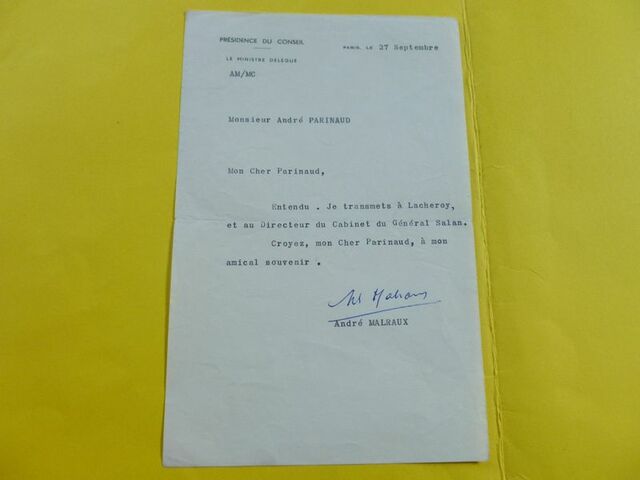 PRÉSIDENCE DU CONSEIL
PARIS, LE 27 Septembre
LE MINISTRE DÉLÉGUÉ
AM/MC
Monsieur André PARINAUD
Mon Cher Parinaud,
Entendu . Je transmets à Lacheroy,
et au Directeur du Cabinet du Général Salan.
Croyez, mon Cher Parinaud, à mon
amical souvenir .
André MALRAUX